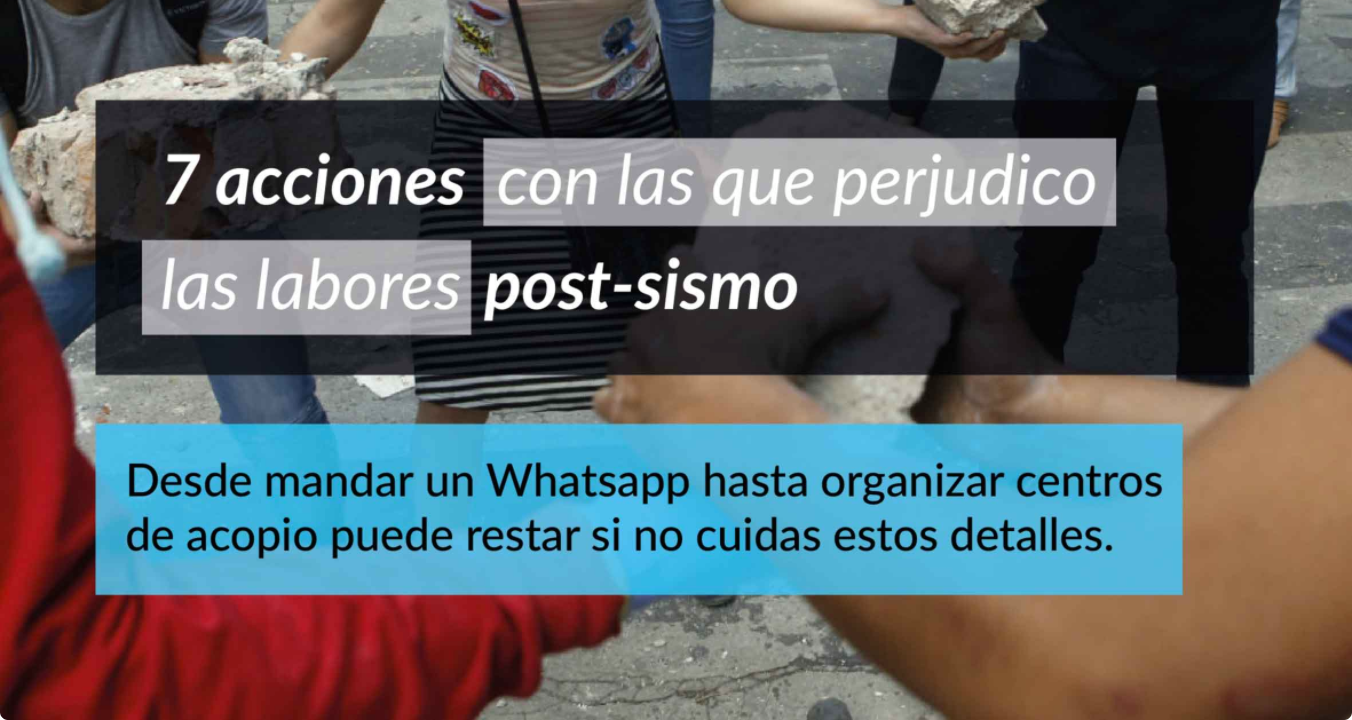 7 acciones con las que perjudico
las labores post-sismo
Desde mandar un Whatsapp hasta organizar centros
de acopio puede restar si no cuidas estos detalles.